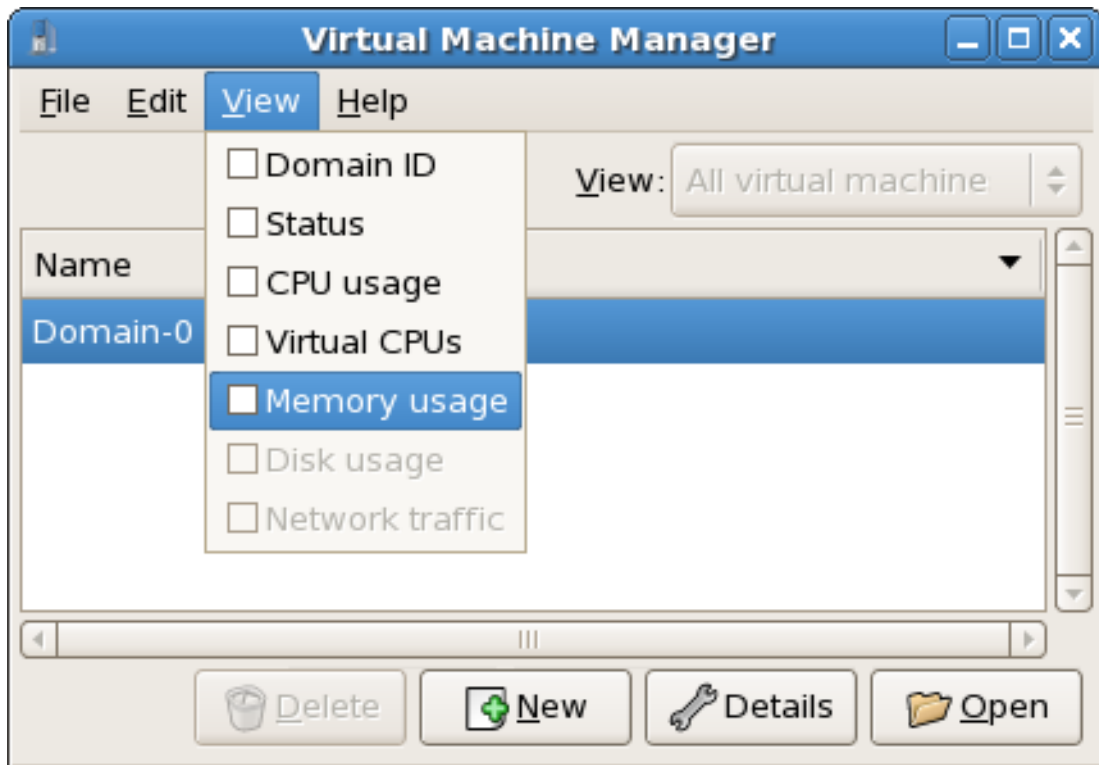 Virtual Machine Manager
File Edit View Help
View: All virtual machine
Domain ID
Status
CPU usage
Virtual CPUs
Memory usage
Disk usage
Network traffic
Name
Domain-0
Delete New Details Open